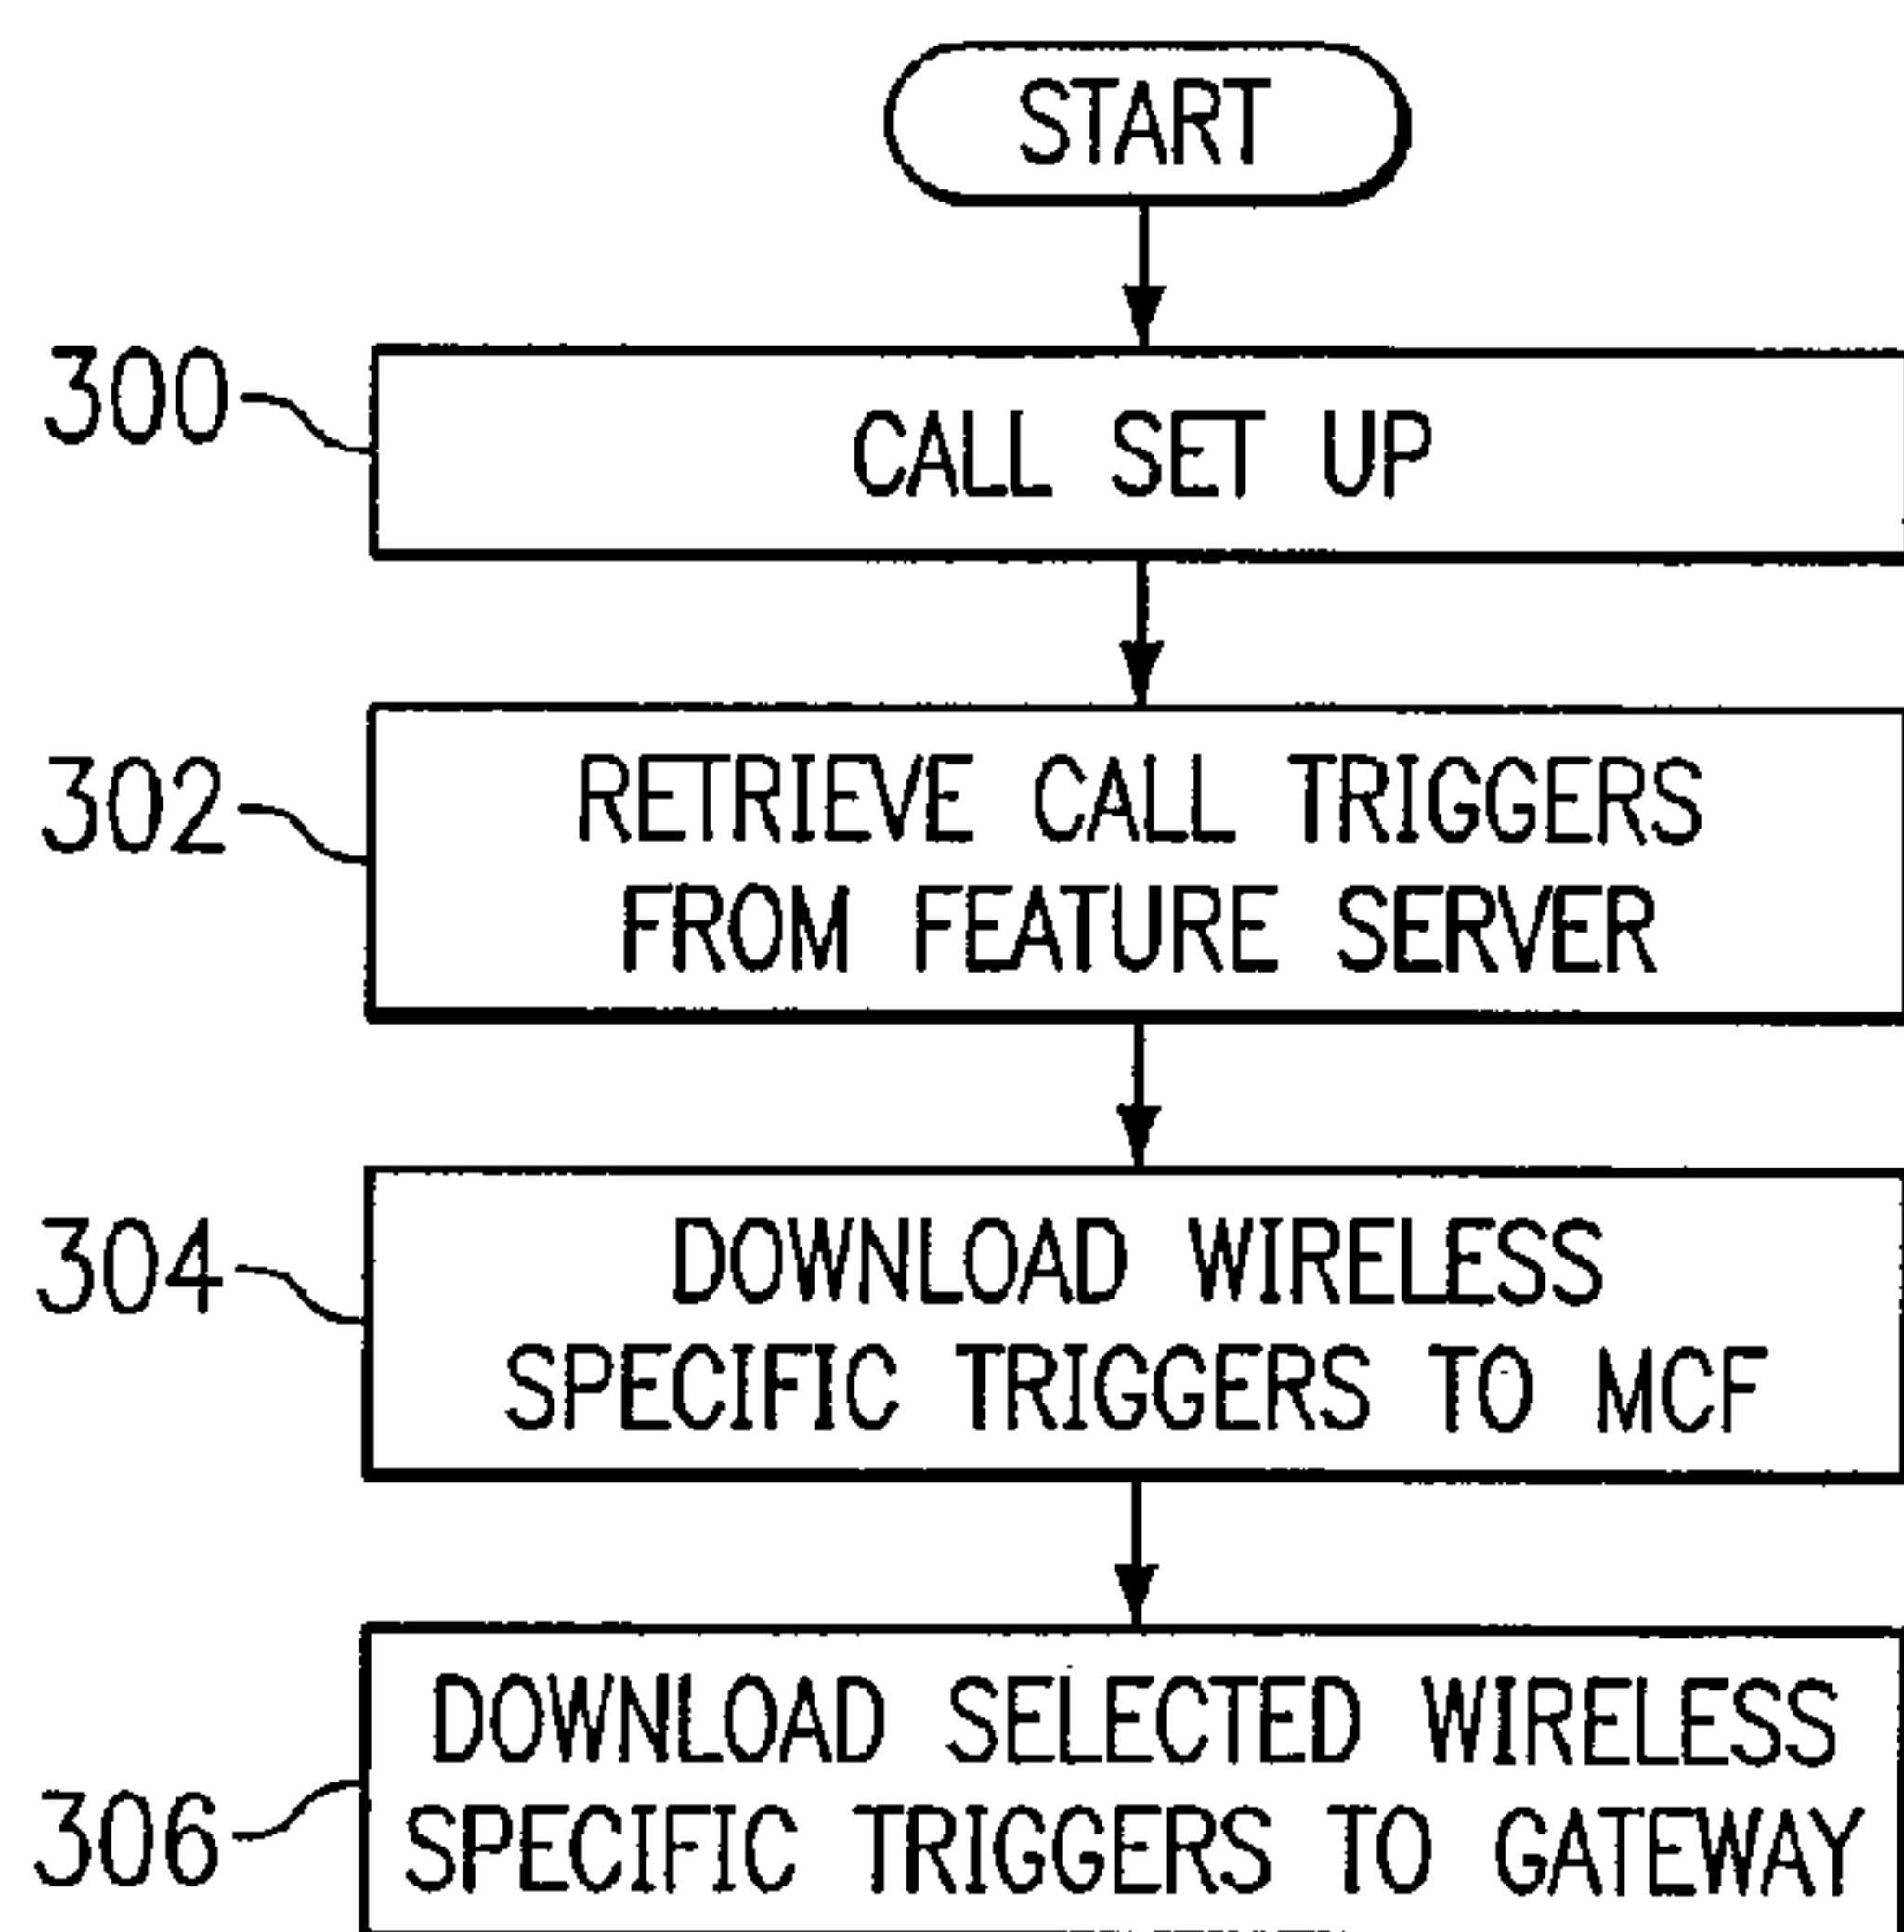 START
300
CALL SET UP
302
RETRIEVE CALL TRIGGERS
FROM FEATURE SERVER
304
DOWNLOAD WIRELESS
SPECIFIC TRIGGERS TO MCF
306
DOWNLOAD SELECTED WIRELESS
SPECIFIC TRIGGERS TO GATEWAY